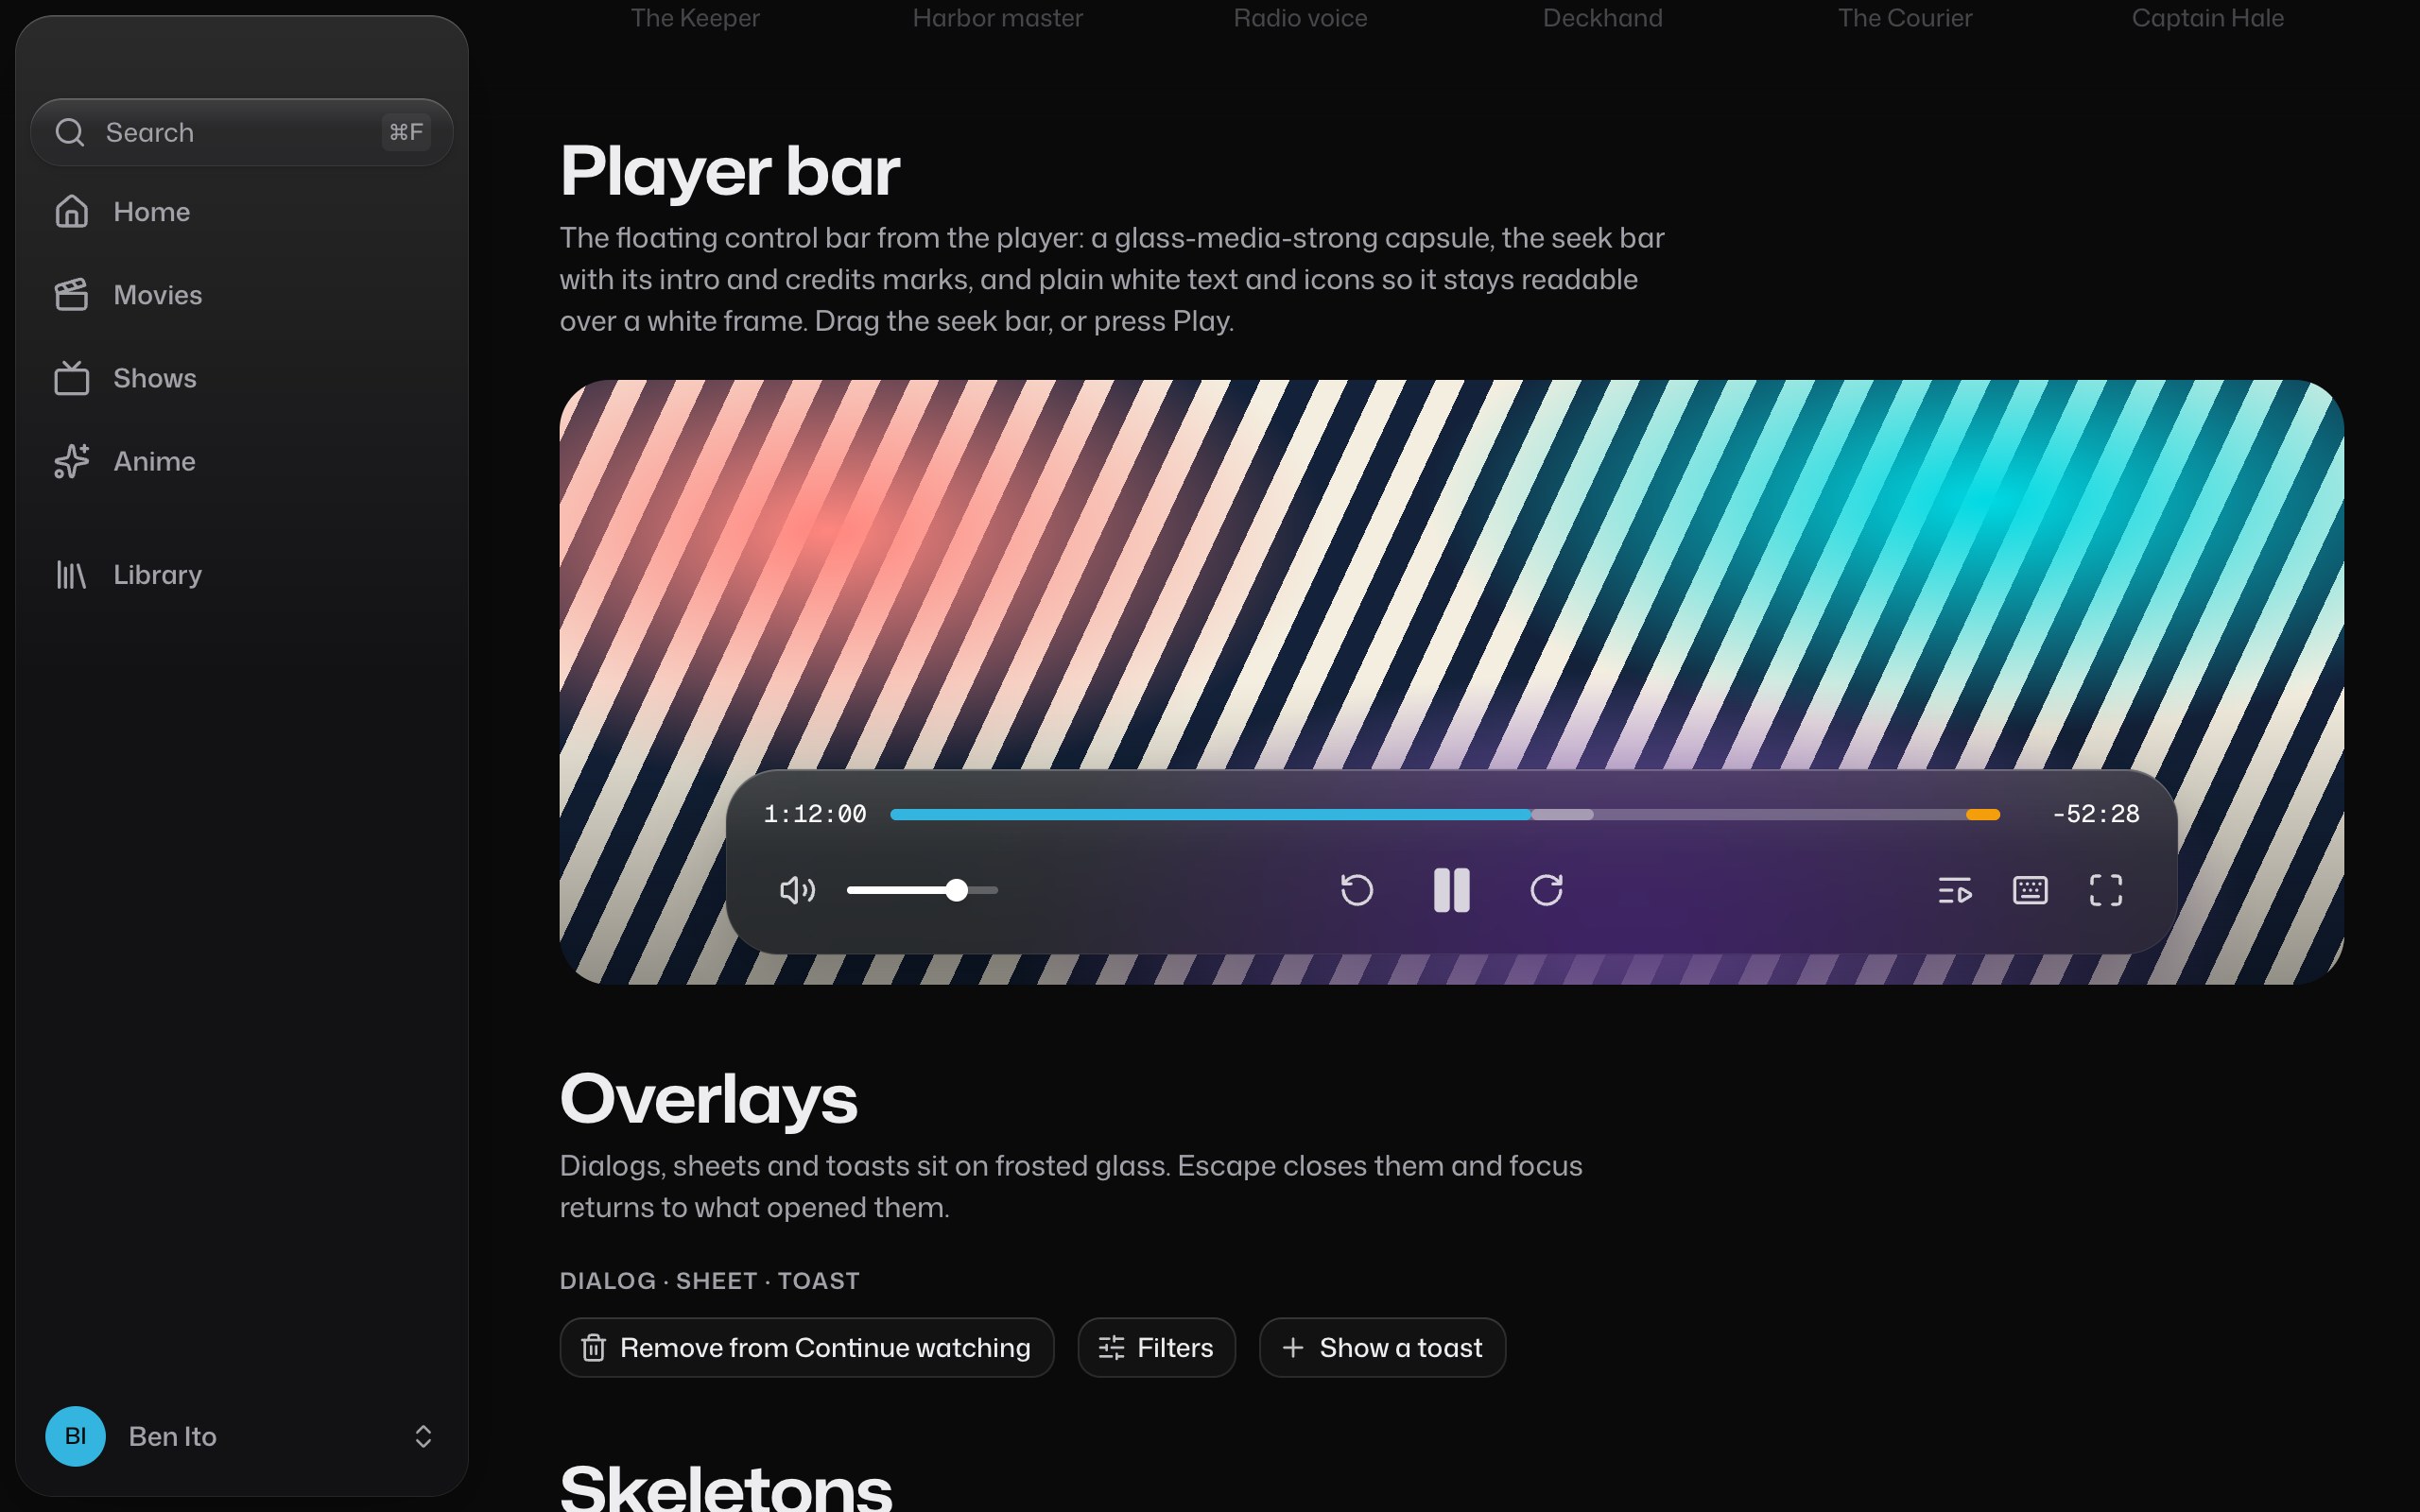 The Keeper
Harbor master
Radio voice
Deckhand
The Courier
Captain Hale
Search
⌘F
Home
Movies
Shows
Anime
Library
Ben Ito
BI
Player bar
The floating control bar from the player: a glass-media-strong capsule, the seek bar
with its intro and credits marks, and plain white text and icons so it stays readable
over a white frame. Drag the seek bar, or press Play.
1:12:00
-52:28
Overlays
Dialogs, sheets and toasts sit on frosted glass. Escape closes them and focus
returns to what opened them.
DIALOG · SHEET · TOAST
Remove from Continue watching
Filters
Show a toast
Skeletons